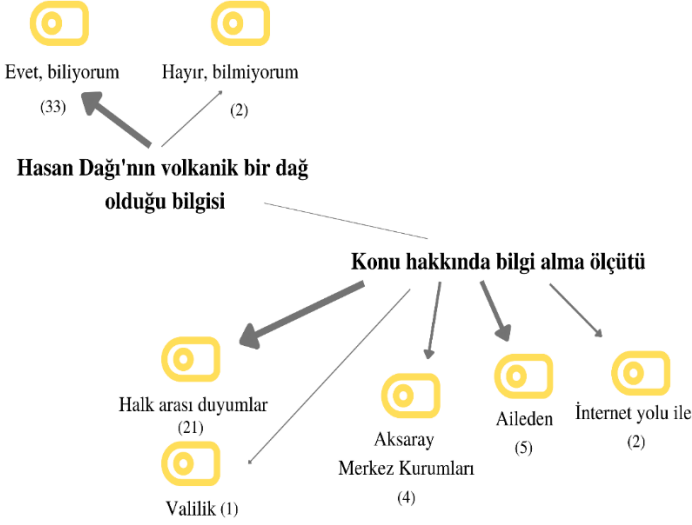 Evet, biliyorum
(33)
Hayır, bilmiyorum
(2)
Hasan Dağı'nın volkanik bir dağ
olduğu bilgisi
Konu hakkında bilgi alma ölçütü
Halk arası duyumlar
(21)
Valilik (1)
Aksaray
Merkez Kurumları
(4)
Aileden
(5)
İnternet yolu ile
(2)